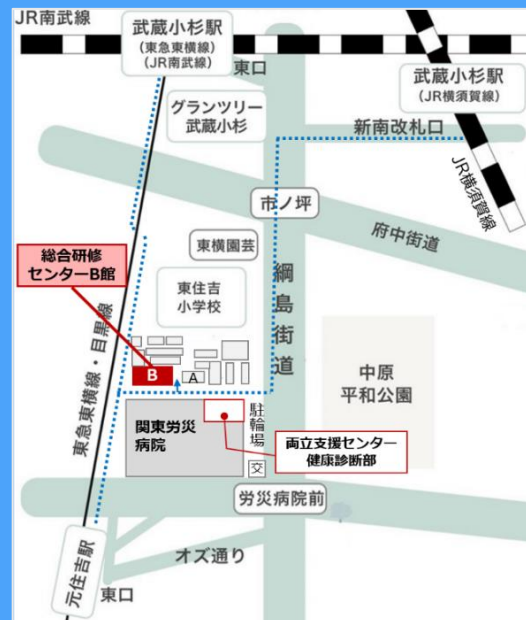 JR南武線
武蔵小杉駅
(東急東横線)
(JR南武線)
東口
武蔵小杉駅
(JR横須賀線)
グランツリー
武蔵小杉
新南改札口
JR横須賀線
市ノ坪
府中街道
東横園芸
総合研修
センターB館
東住吉
小学校
綱島街道
東急東横線・目黒線
B
A
中原
平和公園
関東労災
病院
駐輪場
両立支援センター
健康診断部
交
労災病院前
オズ通り
元住吉駅
東口